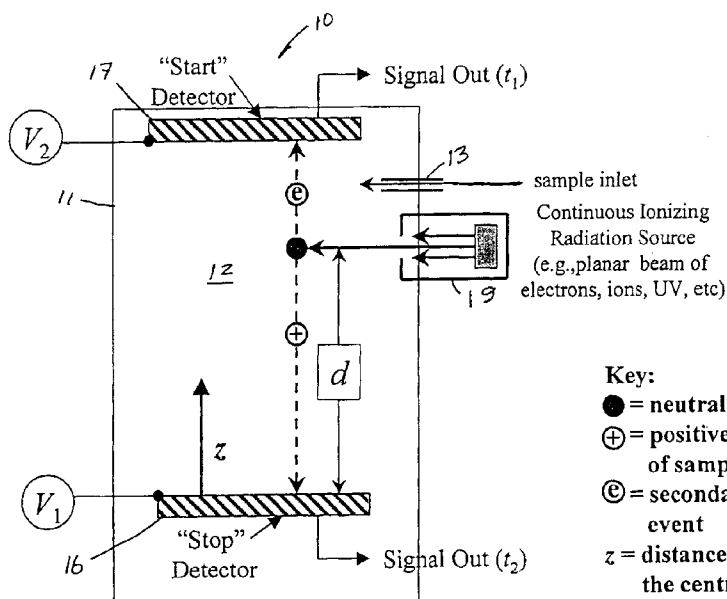 10
17
“Start”
Detector
Signal Out (t₁)
V₂
11
13
sample inlet
e
Continuous Ionizing
Radiation Source
(e.g.,planar beam of
electrons, ions, UV, etc)
19
12
+
d
z
Key:
= neutral
+ = positive
of sampl
e = seconda
event
z = distance
the centr
V₁
16
“Stop”
Detector
Signal Out (t₂)